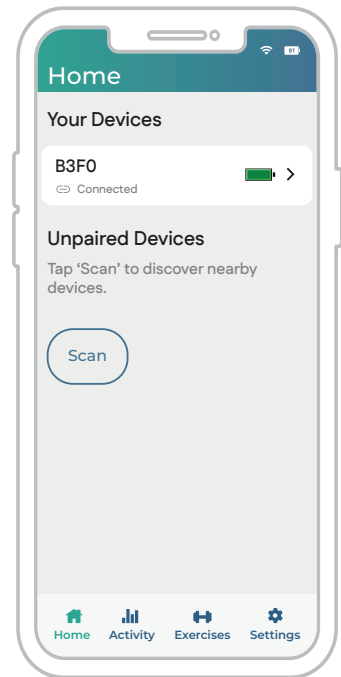 91
Home
Your Devices
B3F0
Connected
Unpaired Devices
Tap ‘Scan’ to discover nearby
devices.
Scan
Home
Activity
Exercises
Settings